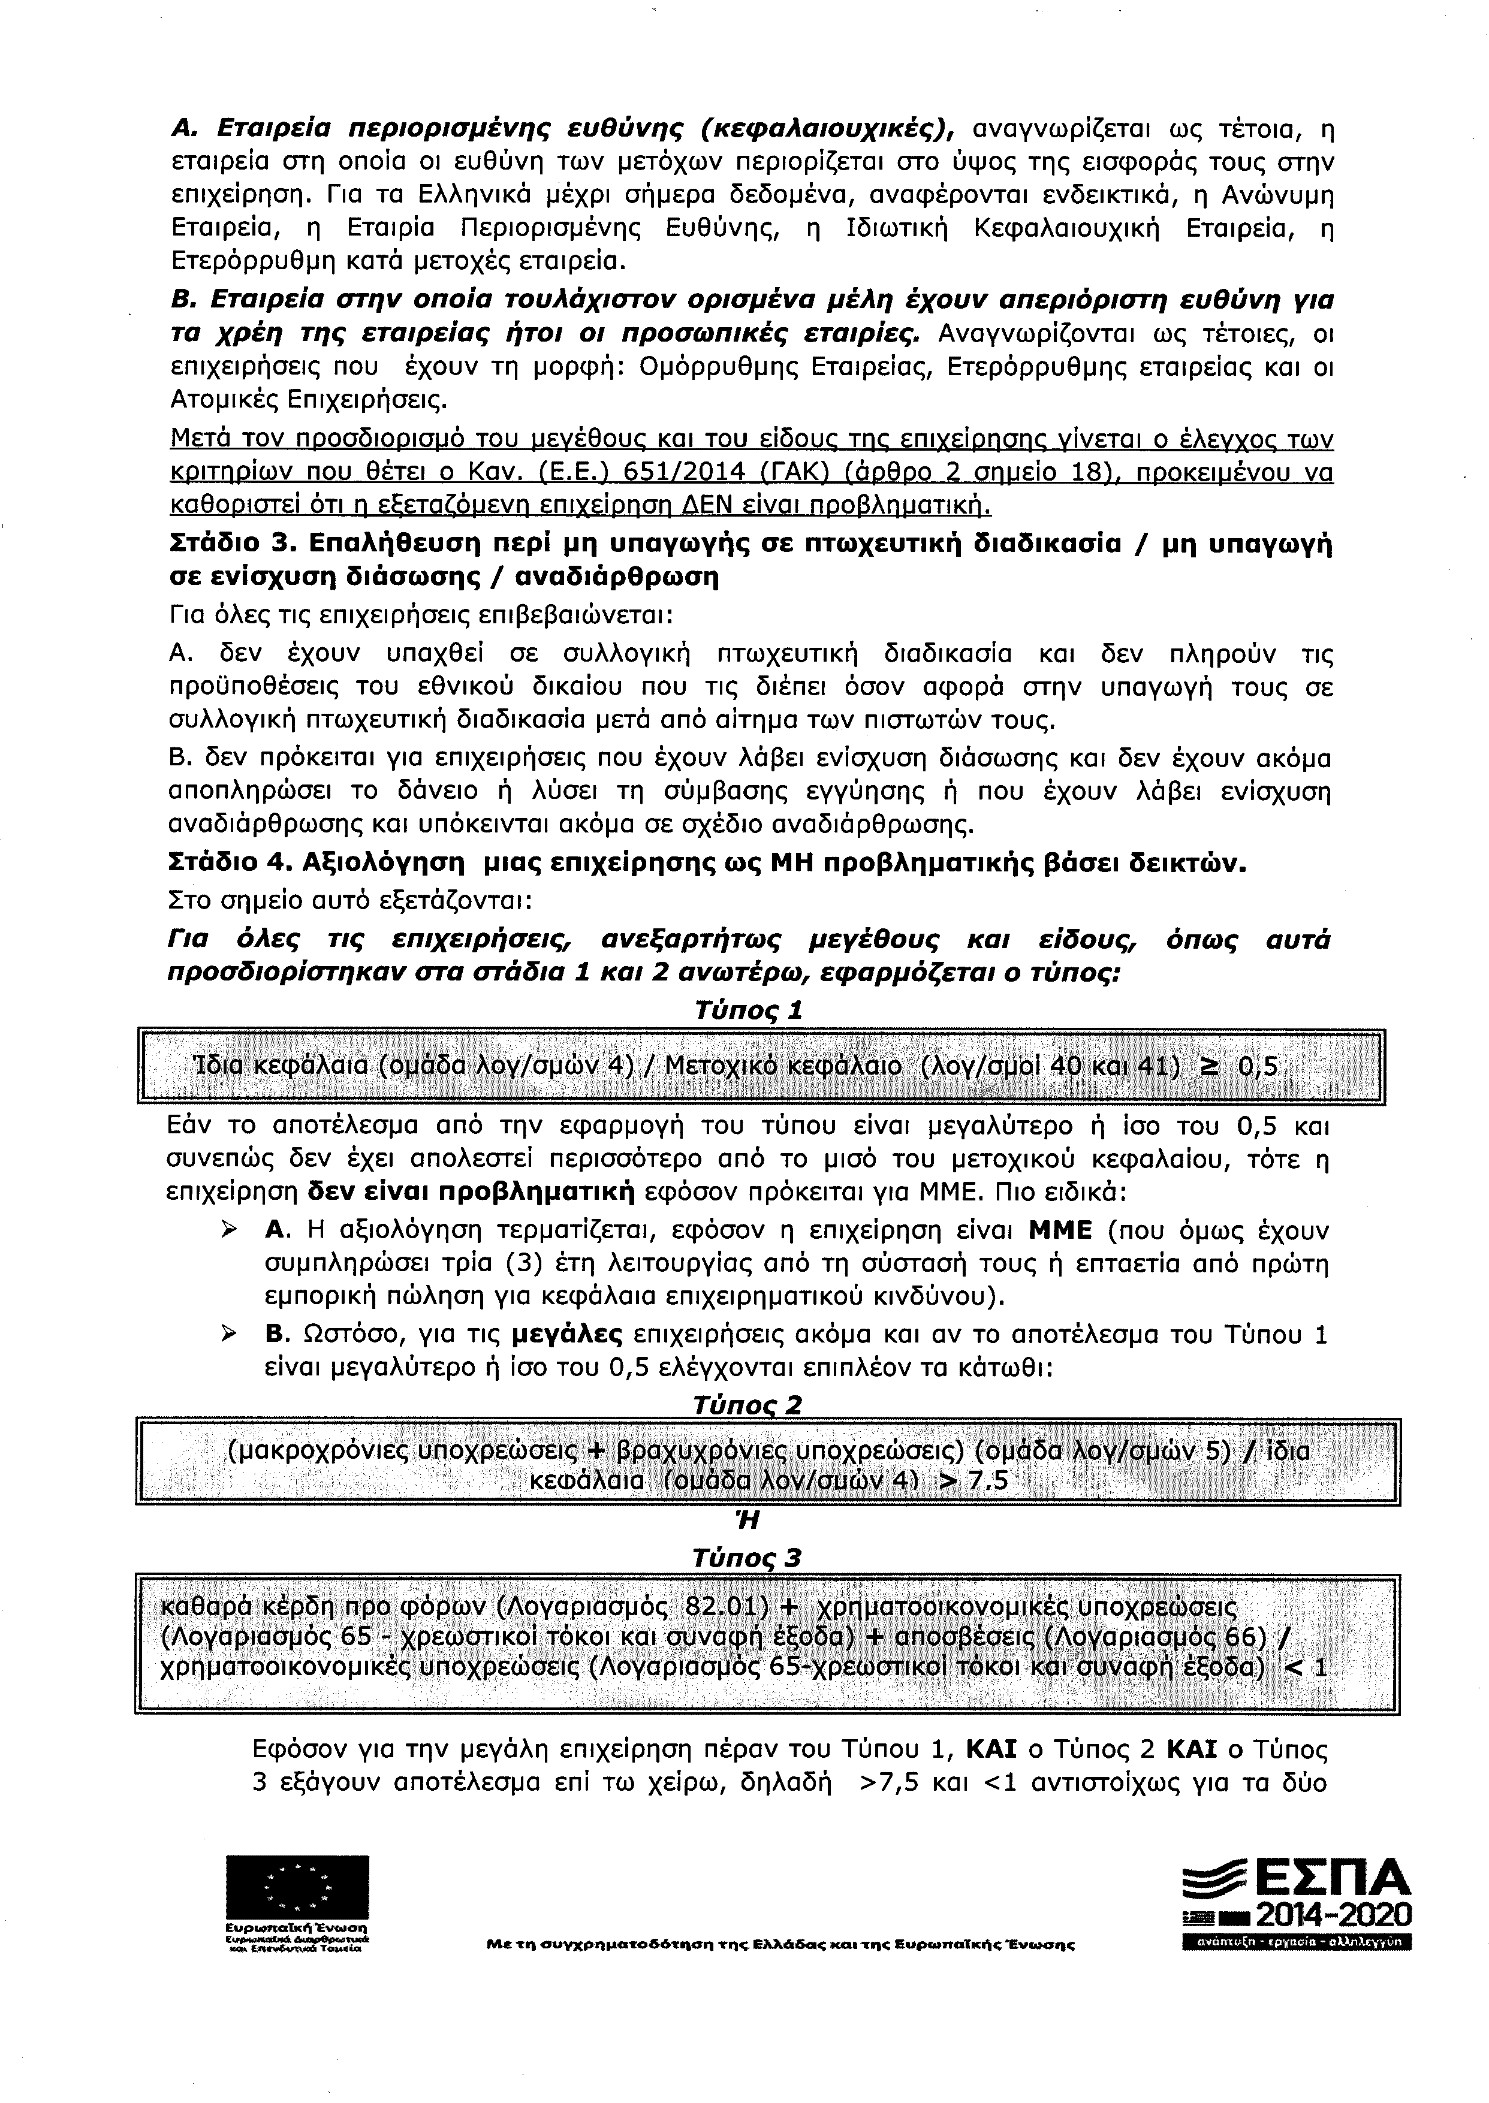 Α. Εταιρεία περιορισμένης ευθύνης (κεφαλαιουχικές), αναγνωρίζεται ως τέτοια, η
εταιρεία στη οποία οι ευθύνη των μετόχων περιορίζεται στο ύψος της εισφοράς τους στην
επιχείρηση. Για τα Ελληνικά μέχρι σήμερα δεδομένα, αναφέρονται ενδεικτικά, η Ανώνυμη
Εταιρεία, η Εταιρία Περιορισμένης Ευθύνης, η Ιδιωτική Κεφαλαιουχική Εταιρεία, η
Ετερόρρυθμη κατά μετοχές εταιρεία.
Β. Εταιρεία στην οποία τουλάχιστον ορισμένα μέλη έχουν απεριόριστη ευθύνη για
τα χρέη της εταιρείας ήτοι οι προσωπικές εταιρίες. Αναγνωρίζονται ως τέτοιες, οι
επιχειρήσεις που έχουν τη μορφή: Ομόρρυθμης Εταιρείας, Ετερόρρυθμης εταιρείας και οι
Ατομικές Επιχειρήσεις.
Μετά τον προσδιορισμό του μεγέθους και του είδους της επιχείρησης γίνεται ο έλεγχος των
κριτηρίων που θέτει ο Καν. (Ε.Ε.) 651/2014 (ΓΑΚ) (άρθρο 2 σημείο 18), προκειμένου να
καθοριστεί ότι η εξεταζόμενη επιχείρηση ΔΕΝ είναι προβληματική.
Στάδιο 3. Επαλήθευση περί μη υπαγωγής σε πτωχευτική διαδικασία / μη υπαγωγή
σε ενίσχυση διάσωσης / αναδιάρθρωση
Για όλες τις επιχειρήσεις επιβεβαιώνεται:
Α. δεν έχουν υπαχθεί σε συλλογική πτωχευτική διαδικασία και δεν πληρούν τις
προϋποθέσεις του εθνικού δικαίου που τις διέπει όσον αφορά στην υπαγωγή τους σε
συλλογική πτωχευτική διαδικασία μετά από αίτημα των πιστωτών τους.
Β. δεν πρόκειται για επιχειρήσεις που έχουν λάβει ενίσχυση διάσωσης και δεν έχουν ακόμα
αποπληρώσει το δάνειο ή λύσει τη σύμβασης εγγύησης ή που έχουν λάβει ενίσχυση
αναδιάρθρωσης και υπόκεινται ακόμα σε σχέδιο αναδιάρθρωσης.
Στάδιο 4. Αξιολόγηση μιας επιχείρησης ως ΜΗ προβληματικής βάσει δεικτών.
Στο σημείο αυτό εξετάζονται:
Για όλες τις επιχειρήσεις, ανεξαρτήτως μεγέθους και είδους, όπως αυτά
προσδιορίστηκαν στα στάδια 1 και 2 ανωτέρω, εφαρμόζεται ο τύπος:
Τύπος 1
Ίδια κεφάλαια (ομάδα λογ/σμών 4) / Μετοχικό κεφάλαιο (λογ/σμοί 40 και 41) ≥ 0,5
Εάν το αποτέλεσμα από την εφαρμογή του τύπου είναι μεγαλύτερο ή ίσο του 0,5 και
συνεπώς δεν έχει απολεστεί περισσότερο από το μισό του μετοχικού κεφαλαίου, τότε η
επιχείρηση δεν είναι προβληματική εφόσον πρόκειται για ΜΜΕ. Πιο ειδικά:
➢ Α. Η αξιολόγηση τερματίζεται, εφόσον η επιχείρηση είναι ΜΜΕ (που όμως έχουν
συμπληρώσει τρία (3) έτη λειτουργίας από τη σύστασή τους ή επταετία από πρώτη
εμπορική πώληση για κεφάλαια επιχειρηματικού κινδύνου).
➢ Β. Ωστόσο, για τις μεγάλες επιχειρήσεις ακόμα και αν το αποτέλεσμα του Τύπου 1
είναι μεγαλύτερο ή ίσο του 0,5 ελέγχονται επιπλέον τα κάτωθι:
Τύπος 2
(μακροχρόνιες υποχρεώσεις + βραχυχρόνιες υποχρεώσεις) (ομάδα λογ/σμών 5) / ίδια
κεφάλαια (ομάδα λογ/σμών 4) > 7,5
Ή
Τύπος 3
καθαρά κέρδη προ φόρων (Λογαριασμός 82.01) + χρηματοοικονομικές υποχρεώσεις
(Λογαριασμός 65 - χρεωστικοί τόκοι και συναφή έξοδα) + αποσβέσεις (Λογαριασμός 66) /
χρηματοοικονομικές υποχρεώσεις (Λογαριασμός 65-χρεωστικοί τόκοι και συναφή έξοδα) < 1
Εφόσον για την μεγάλη επιχείρηση πέραν του Τύπου 1, ΚΑΙ ο Τύπος 2 ΚΑΙ ο Τύπος
3 εξάγουν αποτέλεσμα επί τω χείρω, δηλαδή >7,5 και <1 αντιστοίχως για τα δύο
Ευρωπαϊκή Ένωση
Ευρωπαϊκά Διαρθρωτικά
και Επενδυτικά Ταμεία
Με τη συγχρηματοδότηση της Ελλάδας και της Ευρωπαϊκής Ένωσης
ΕΣΠΑ
2014-2020
ανάπτυξη - εργασία - αλληλεγγύη